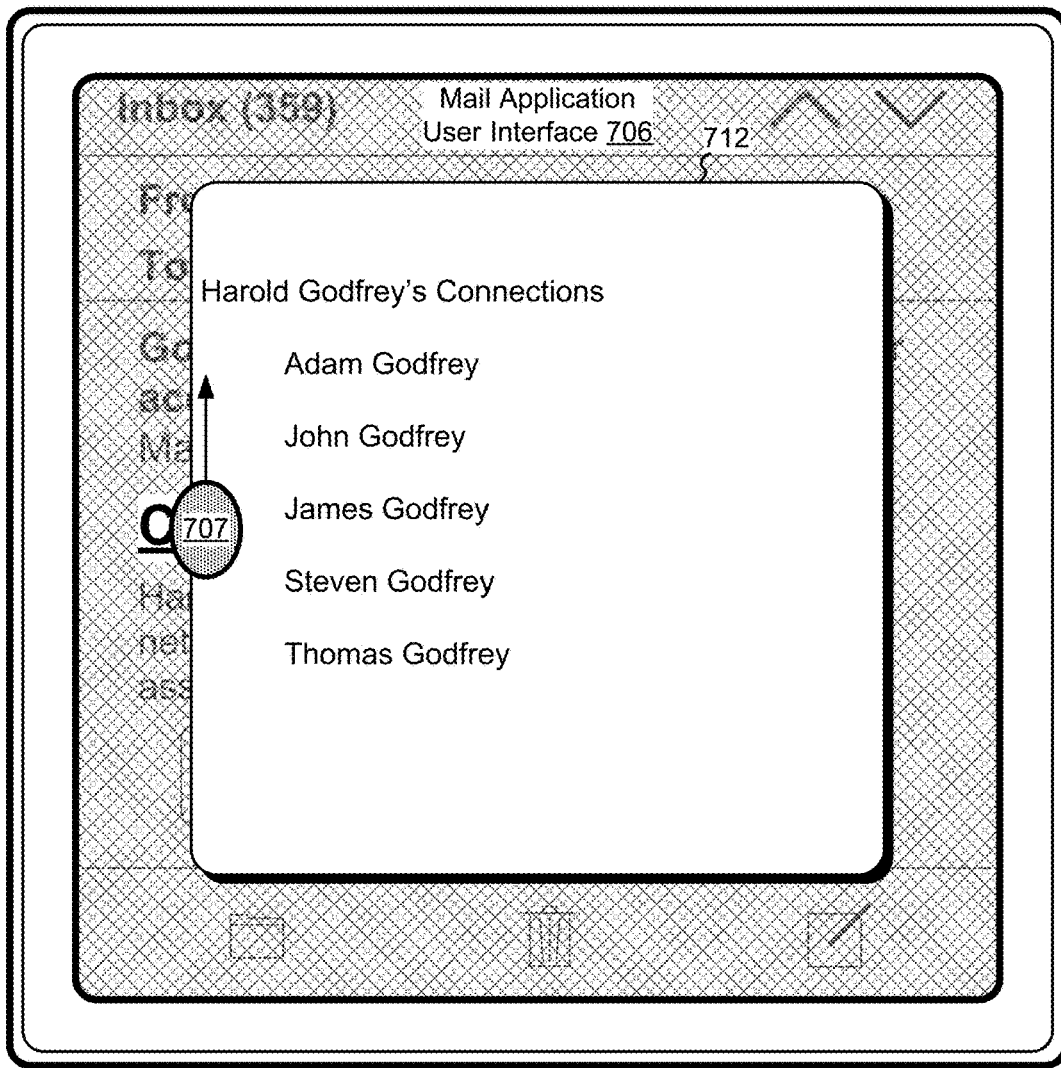 Inbox (359)
Mail Application
User Interface 706
712
Harold Godfrey's Connections
Adam Godfrey
John Godfrey
James Godfrey
707
Steven Godfrey
Thomas Godfrey